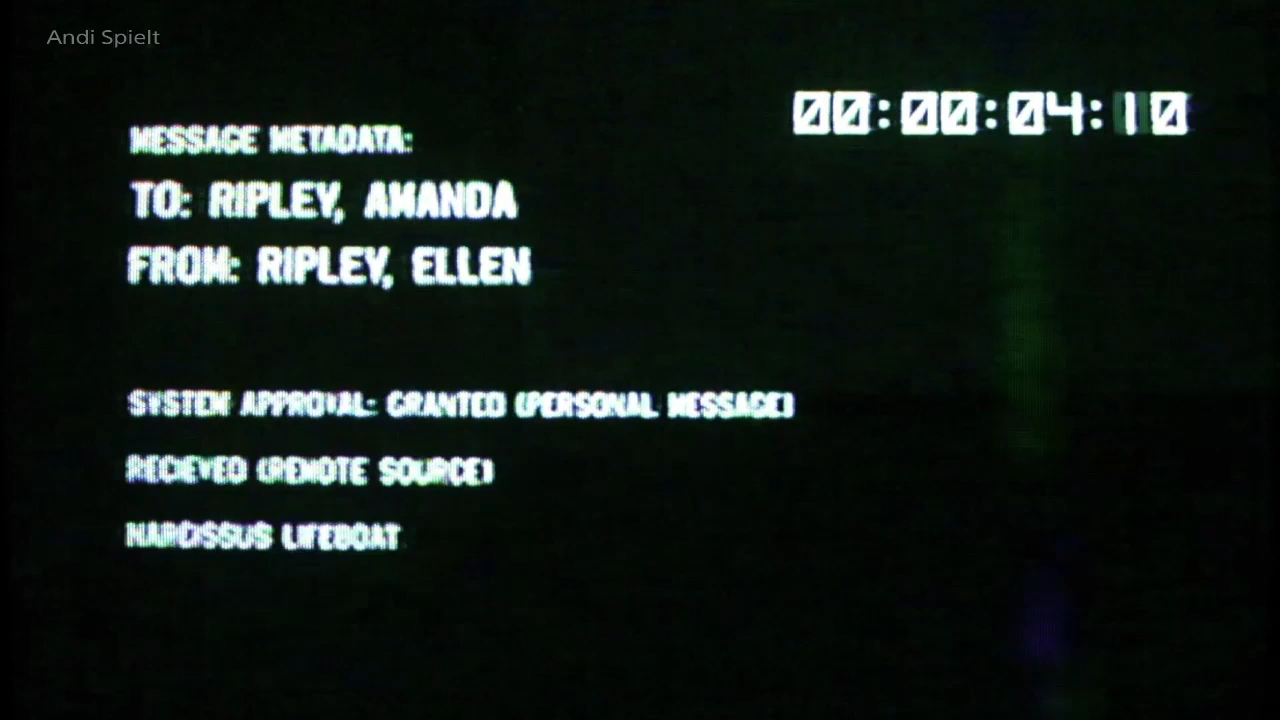 Andi Spielt
00:00:04:10
MESSAGE METADATA:
TO: RIPLEY, AMANDA
FROM: RIPLEY, ELLEN
SYSTEM APPROVAL: GRANTED (PERSONAL MESSAGE)
RECIEVED (REMOTE SOURCE)
NARCISSUS LIFEBOAT